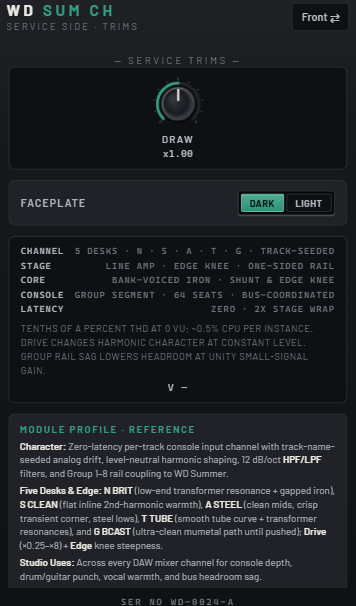 WD SUM CH
SERVICE SIDE · TRIMS
Front ⇄
— SERVICE TRIMS —
DRAW
x1.00
FACEPLATE
DARK LIGHT
CHANNEL 5 DESKS · N · S · A · T · G · TRACK-SEEDED
STAGE LINE AMP · EDGE KNEE · ONE-SIDED RAIL
CORE BANK-VOICED IRON · SHUNT & EDGE KNEE
CONSOLE GROUP SEGMENT · 64 SEATS · BUS-COORDINATED
LATENCY ZERO · 2X STAGE WRAP
TENTHS OF A PERCENT THD AT 0 VU; ~0.5% CPU PER INSTANCE.
DRIVE CHANGES HARMONIC CHARACTER AT CONSTANT LEVEL.
GROUP RAIL SAG LOWERS HEADROOM AT UNITY SMALL-SIGNAL
GAIN.
V —
MODULE PROFILE · REFERENCE
Character: Zero-latency per-track console input channel with track-name-
seeded analog drift, level-neutral harmonic shaping, 12 dB/oct HPF/LPF
filters, and Group 1–8 rail coupling to WD Summer.
Five Desks & Edge: N BRIT (low-end transformer resonance + gapped iron),
S CLEAN (flat inline 2nd-harmonic warmth), A STEEL (clean mids, crisp
transient corner, steel lows), T TUBE (smooth tube curve + transformer
resonances), and G BCAST (ultra-clean mumetal path until pushed); Drive
(×0.25–×8) + Edge knee steepness.
Studio Uses: Across every DAW mixer channel for console depth,
drum/guitar punch, vocal warmth, and bus headroom sag.
SER NO WD-0024-A